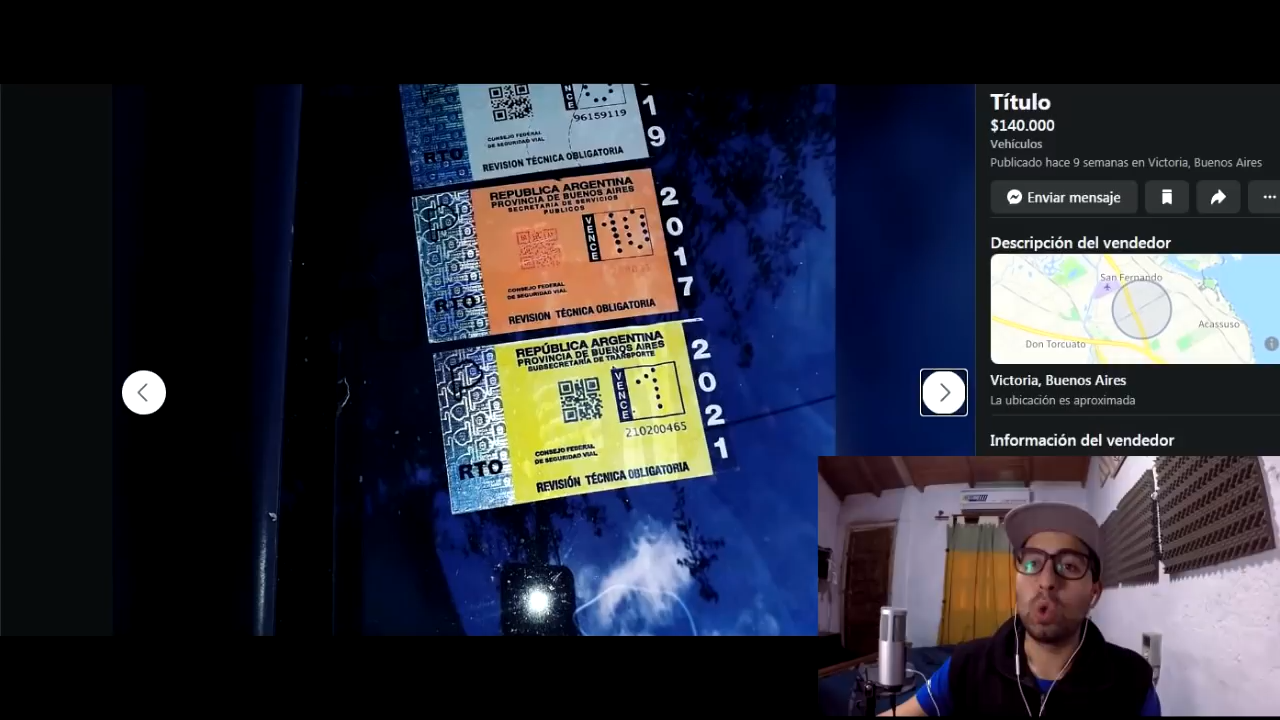 96159119
CONSEJO FEDERAL
DE SEGURIDAD VIAL
RTO
REVISION TÉCNICA OBLIGATORIA
1
9
REPUBLICA ARGENTINA
PROVINCIA DE BUENOS AIRES
SECRETARIA DE SERVICIOS
PUBLICOS
VENCE
10
2017
CONSEJO FEDERAL
DE SEGURIDAD VIAL
RTO
REVISION TÉCNICA OBLIGATORIA
REPÚBLICA ARGENTINA
PROVINCIA DE BUENOS AIRES
SUBSECRETARIA DE TRANSPORTE
VENCE
1
2021
210200465
CONSEJO FEDERAL
DE SEGURIDAD VIAL
RTO
REVISIÓN TÉCNICA OBLIGATORIA
Título
$140.000
Vehículos
Publicado hace 9 semanas en Victoria, Buenos Aires
Enviar mensaje
Descripción del vendedor
San Fernando
Acassuso
Don Torcuato
Victoria, Buenos Aires
La ubicación es aproximada
Información del vendedor